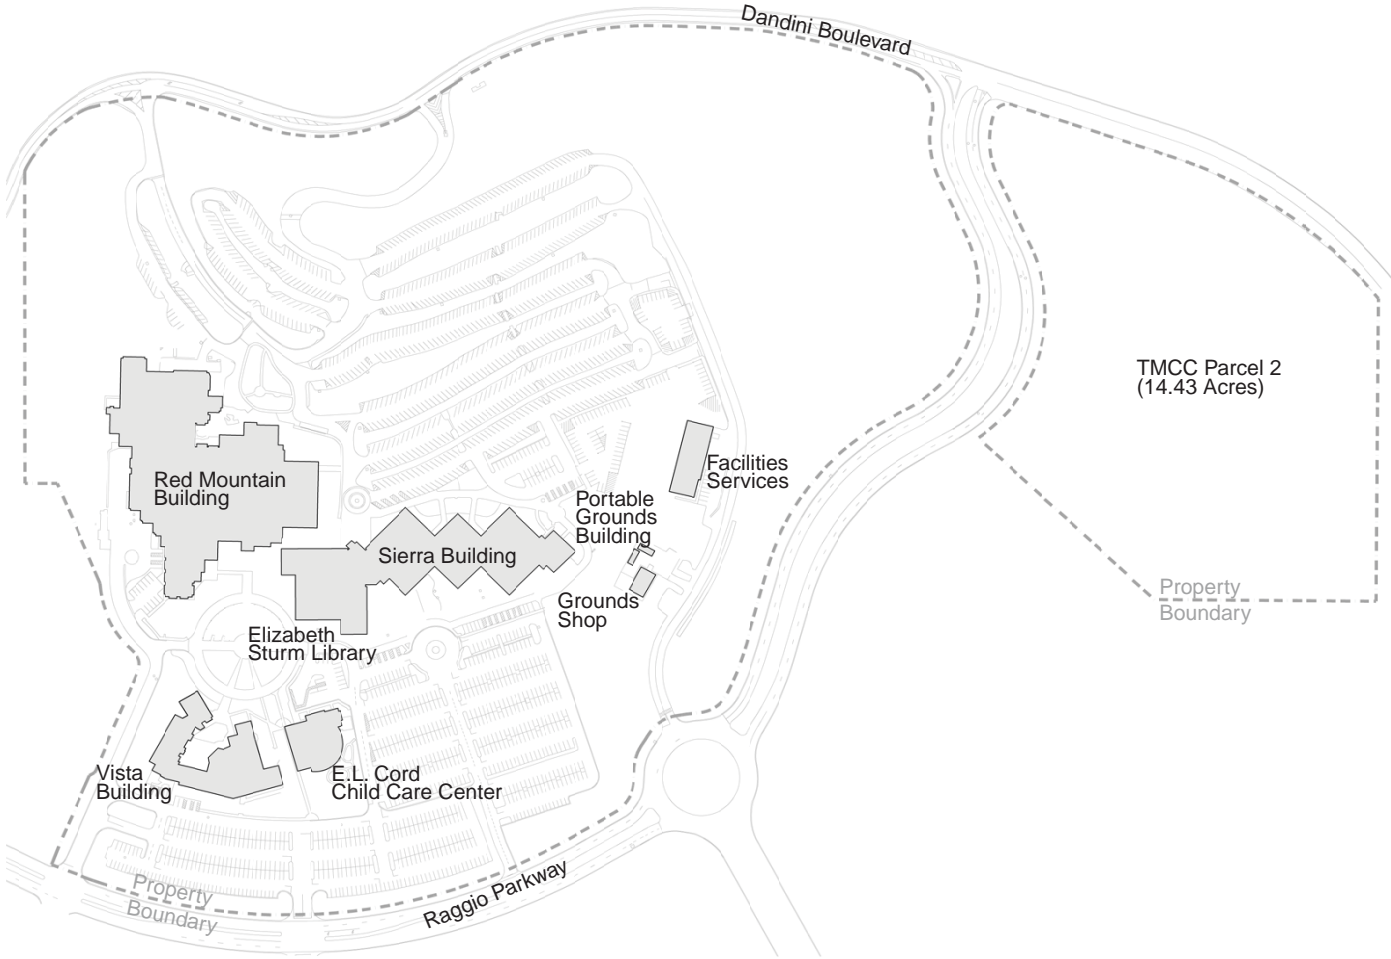 Dandini Boulevard
TMCC Parcel 2
(14.43 Acres)
Facilities
Services
Red Mountain
Building
Portable
Grounds
Building
Sierra Building
Grounds
Shop
Property
Boundary
Elizabeth
Sturm Library
Vista
Building
E.L. Cord
Child Care Center
Property
Boundary
Raggio Parkway